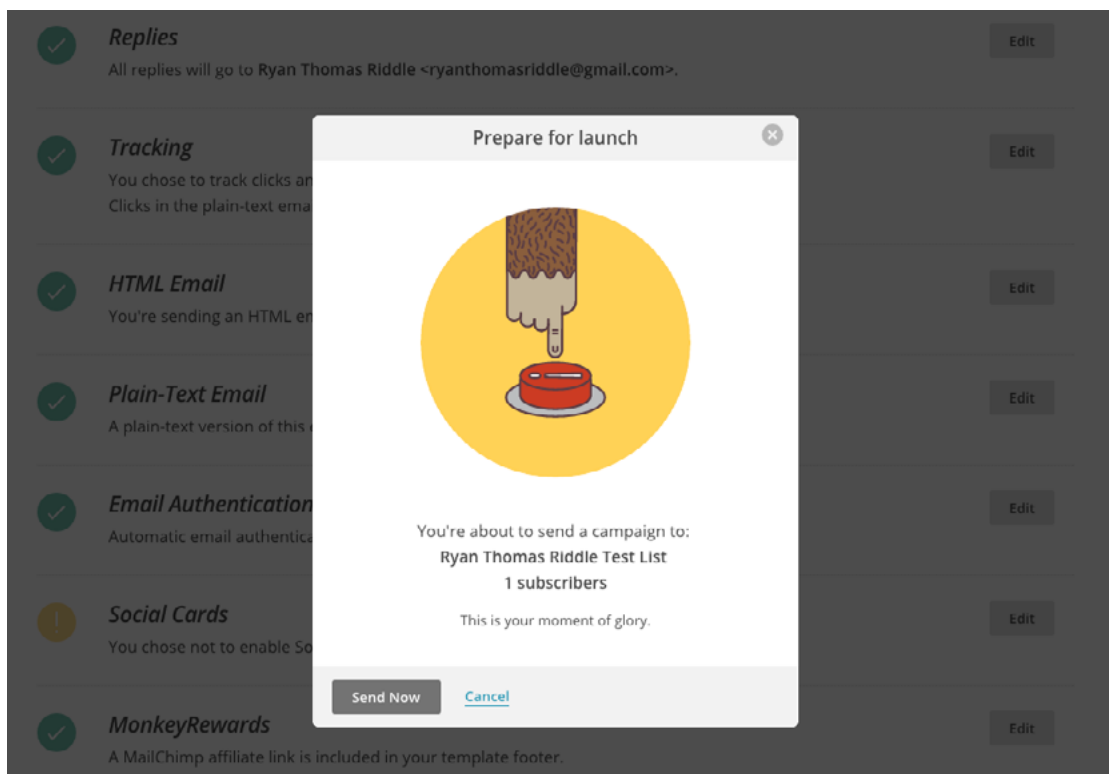 Replies
Edit
All replies will go to Ryan Thomas Riddle <ryanthomasriddle@gmail.com>.
Prepare for launch
Tracking
Edit
You chose to track clicks an
Clicks in the plain-text ema
HTML Email
Edit
You're sending an HTML em
Plain-Text Email
Edit
A plain-text version of this
Email Authentication
Edit
Automatic email authentica
You're about to send a campaign to:
Ryan Thomas Riddle Test List
1 subscribers
This is your moment of glory.
Social Cards
Edit
You chose not to enable So
Send Now Cancel
MonkeyRewards
Edit
A MailChimp affiliate link is included in your template footer.